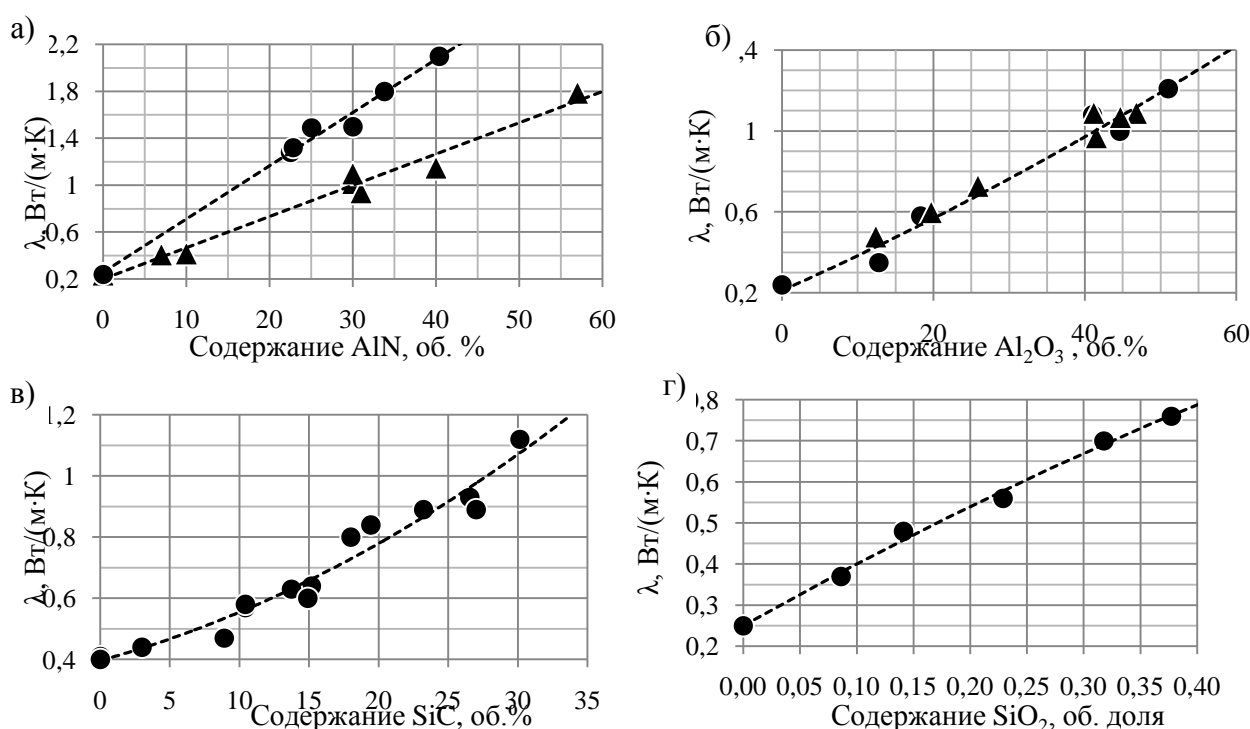 а)
2,2
1,8
1,4
1
0,6
0,2
λ, Вт/(м·К)
0 10 20 30 40 50 60
Содержание AlN, об. %
б)
,4
1
0,6
0,2
λ, Вт/(м·К)
0 20 40 60
Содержание Al₂O₃ , об.%
в)
,2
1
0,8
0,6
0,4
λ, Вт/(м·К)
0 5 10 15 20 25 30 35
Содержание SiC, об.%
г)
,8
0,7
0,6
0,5
0,4
0,3
0,2
λ, Вт/(м·К)
0,00 0,05 0,10 0,15 0,20 0,25 0,30 0,35 0,40
Содержание SiO₂, об. доля